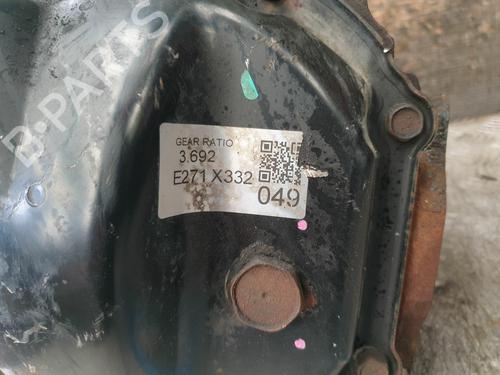 B-PARTS
GEAR RATIO
3.692
E271 X332
049